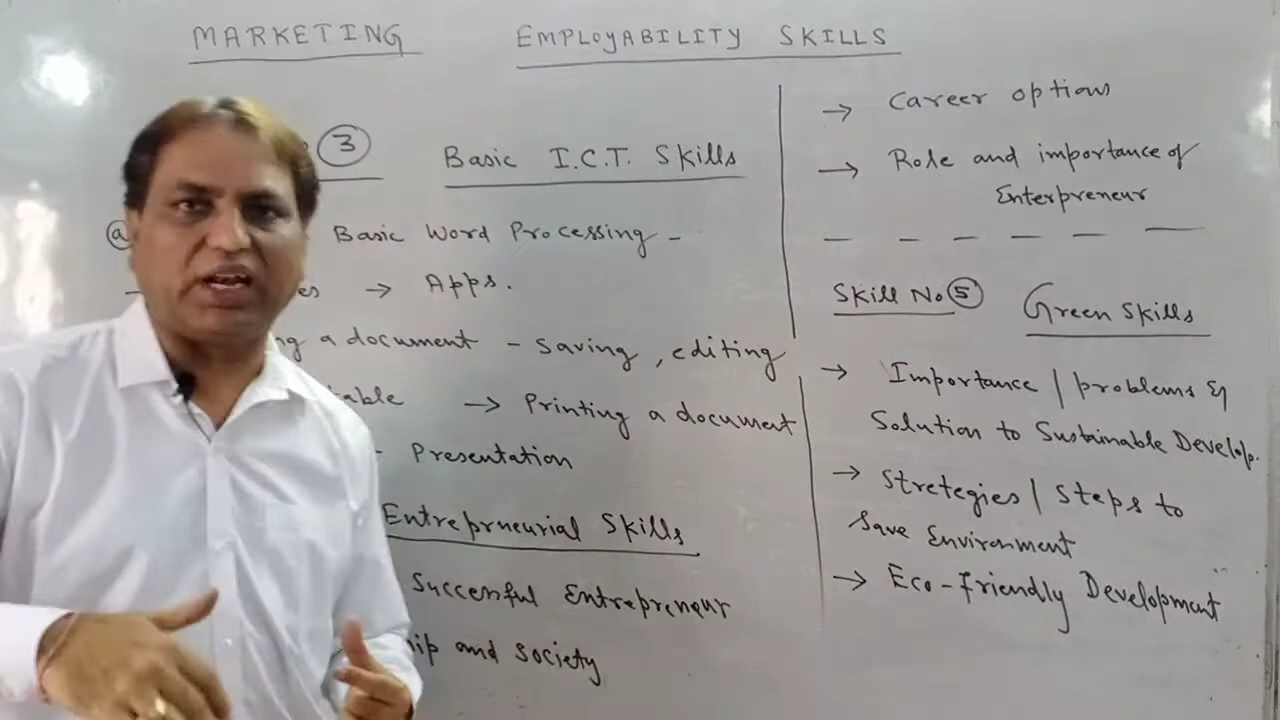 MARKETING EMPLOYABILITY SKILLS
③ Basic I.C.T. Skills
ⓐ Basic Word Processing -
→ Apps.
a document - saving, editing
→ Printing a document
- Presentation
Entreprneurial Skills
Successful Entrepreneur
and society
→ Career options
→ Role and importance of
Enterpreneur
— — — — — —
Skill No ⑤ Green Skills
→ Importance / problems &
Solution to Sustainable Develop.
→ Stretegies / Steps to
Save Environment
→ Eco-friendly Development